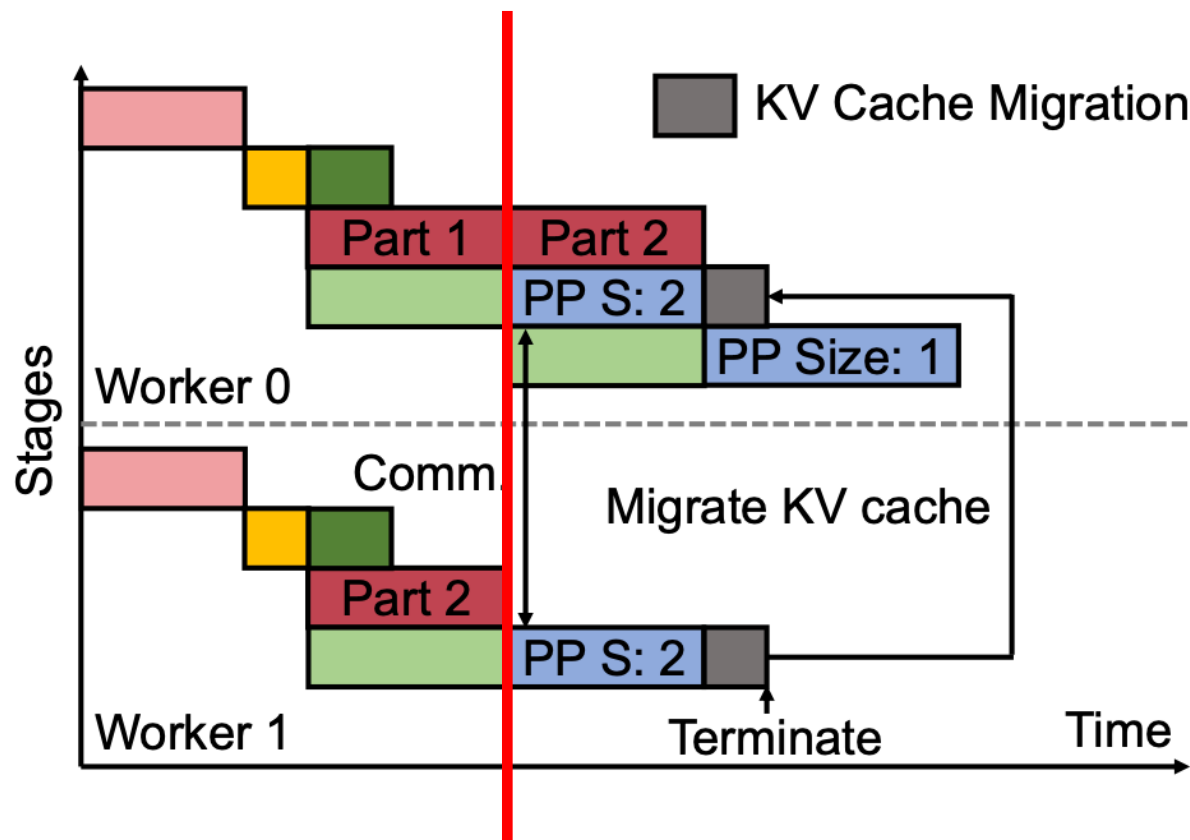 KV Cache Migration
Part 1
Part 2
PP S: 2
PP Size: 1
Worker 0
Stages
Comm.
Migrate KV cache
Part 2
PP S: 2
Worker 1
Terminate
Time